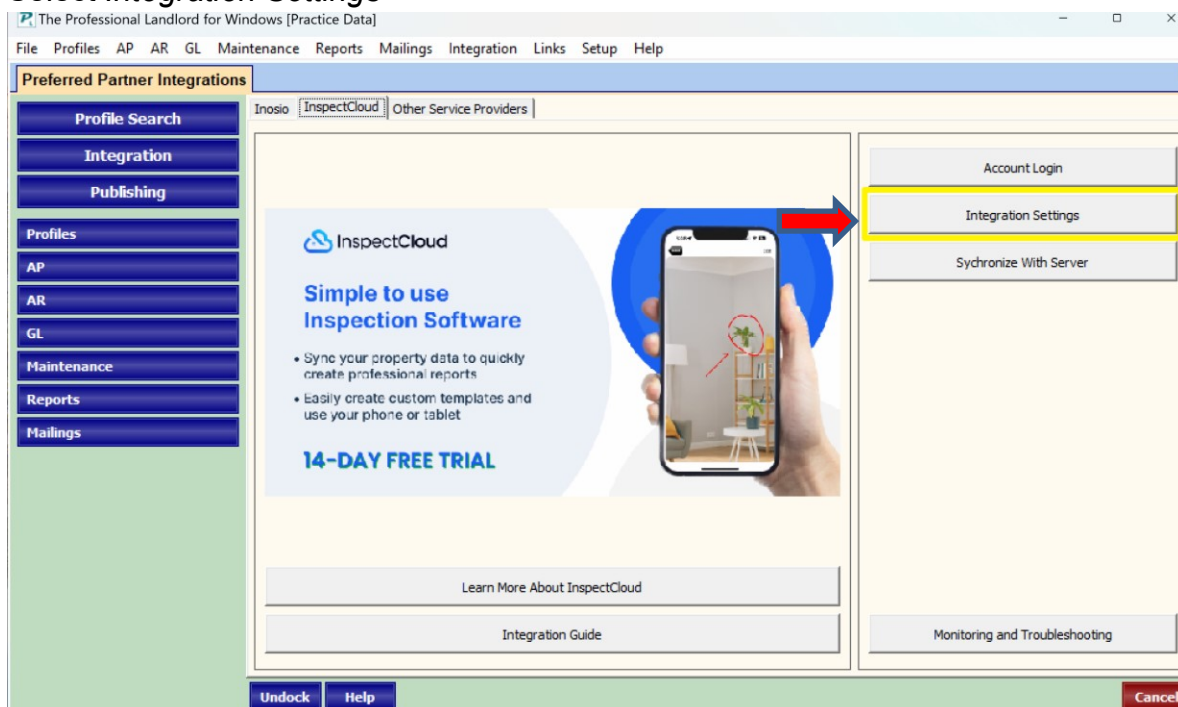 Select Integration Settings
The Professional Landlord for Windows [Practice Data]
File Profiles AP AR GL Maintenance Reports Mailings Integration Links Setup Help
Preferred Partner Integrations
Profile Search
Integration
Publishing
Profiles
AP
AR
GL
Maintenance
Reports
Mailings
Inosio InspectCloud Other Service Providers
InspectCloud
Simple to use
Inspection Software
• Sync your property data to quickly
create professional reports
• Easily create custom templates and
use your phone or tablet
14-DAY FREE TRIAL
Learn More About InspectCloud
Integration Guide
Account Login
Integration Settings
Sychronize With Server
Monitoring and Troubleshooting
Undock Help
Cancel